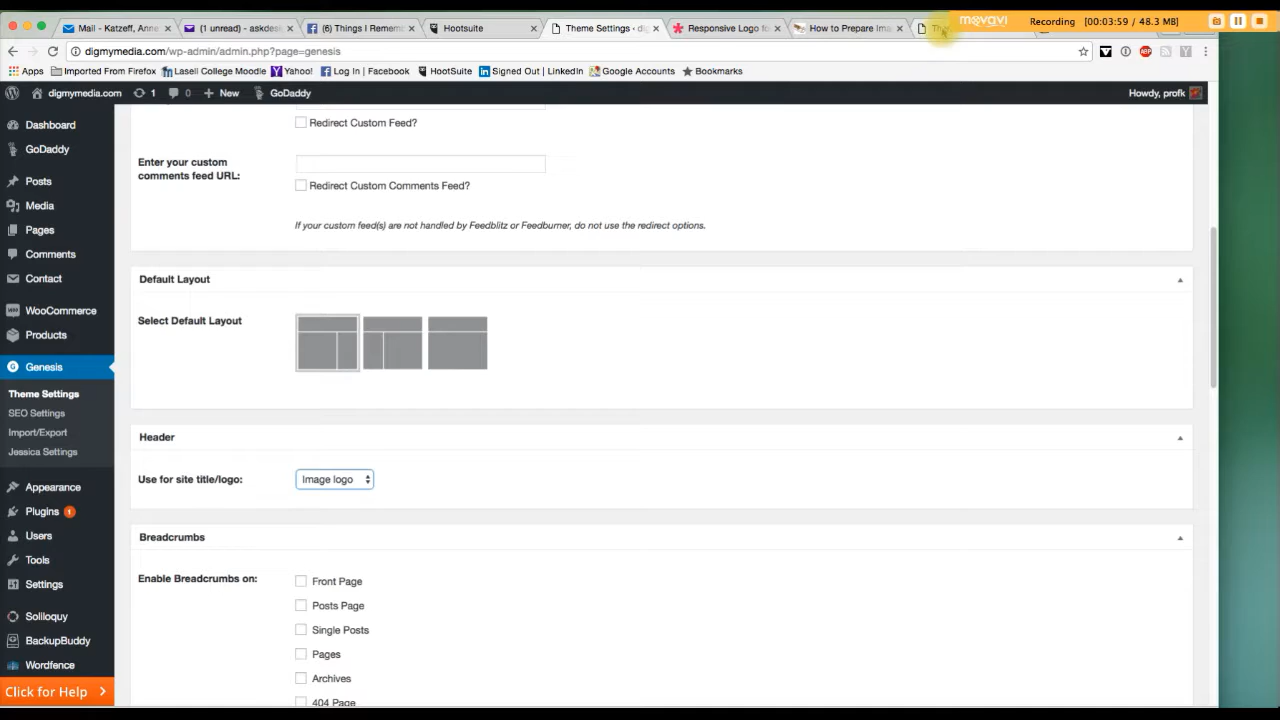 Mail - Katzeff, Anne
(1 unread) - askdesi
(6) Things I Rememb
Hootsuite
Theme Settings ‹ dig
Responsive Logo for
How to Prepare Ima
movavi
Recording [00:03:59 / 48.3 MB]
digmymedia.com/wp-admin/admin.php?page=genesis
Apps
Imported From Firefox
Lasell College Moodle
Yahoo!
Log In | Facebook
HootSuite
Signed Out | LinkedIn
Google Accounts
Bookmarks
digmymedia.com
1
0
New
GoDaddy
Howdy, profk
Dashboard
GoDaddy
Posts
Media
Pages
Comments
Contact
WooCommerce
Products
Genesis
Theme Settings
SEO Settings
Import/Export
Jessica Settings
Appearance
Plugins 1
Users
Tools
Settings
Soliloquy
BackupBuddy
Wordfence
Click for Help
Redirect Custom Feed?
Enter your custom
comments feed URL:
Redirect Custom Comments Feed?
If your custom feed(s) are not handled by Feedblitz or Feedburner, do not use the redirect options.
Default Layout
Select Default Layout
Header
Use for site title/logo:
Image logo
Breadcrumbs
Enable Breadcrumbs on:
Front Page
Posts Page
Single Posts
Pages
Archives
404 Page